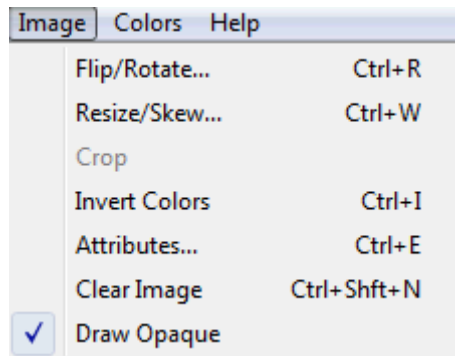 Image Colors Help
Flip/Rotate... Ctrl+R
Resize/Skew... Ctrl+W
Crop
Invert Colors Ctrl+I
Attributes... Ctrl+E
Clear Image Ctrl+Shft+N
Draw Opaque